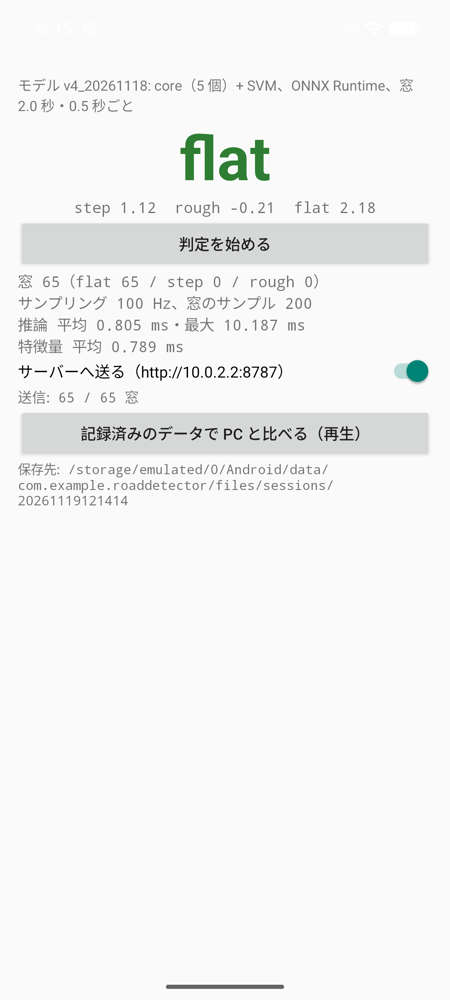 12:15
モデル v4_20261118: core（5 個）+ SVM、ONNX Runtime、窓
2.0 秒・0.5 秒ごと
flat
step 1.12 rough -0.21 flat 2.18
判定を始める
窓 65（flat 65 / step 0 / rough 0）
サンプリング 100 Hz、窓のサンプル 200
推論 平均 0.805 ms・最大 10.187 ms
特徴量 平均 0.789 ms
サーバーへ送る（http://10.0.2.2:8787）
送信: 65 / 65 窓
記録済みのデータで PC と比べる（再生）
保存先: /storage/emulated/0/Android/data/
com.example.roaddetector/files/sessions/
20261119121414